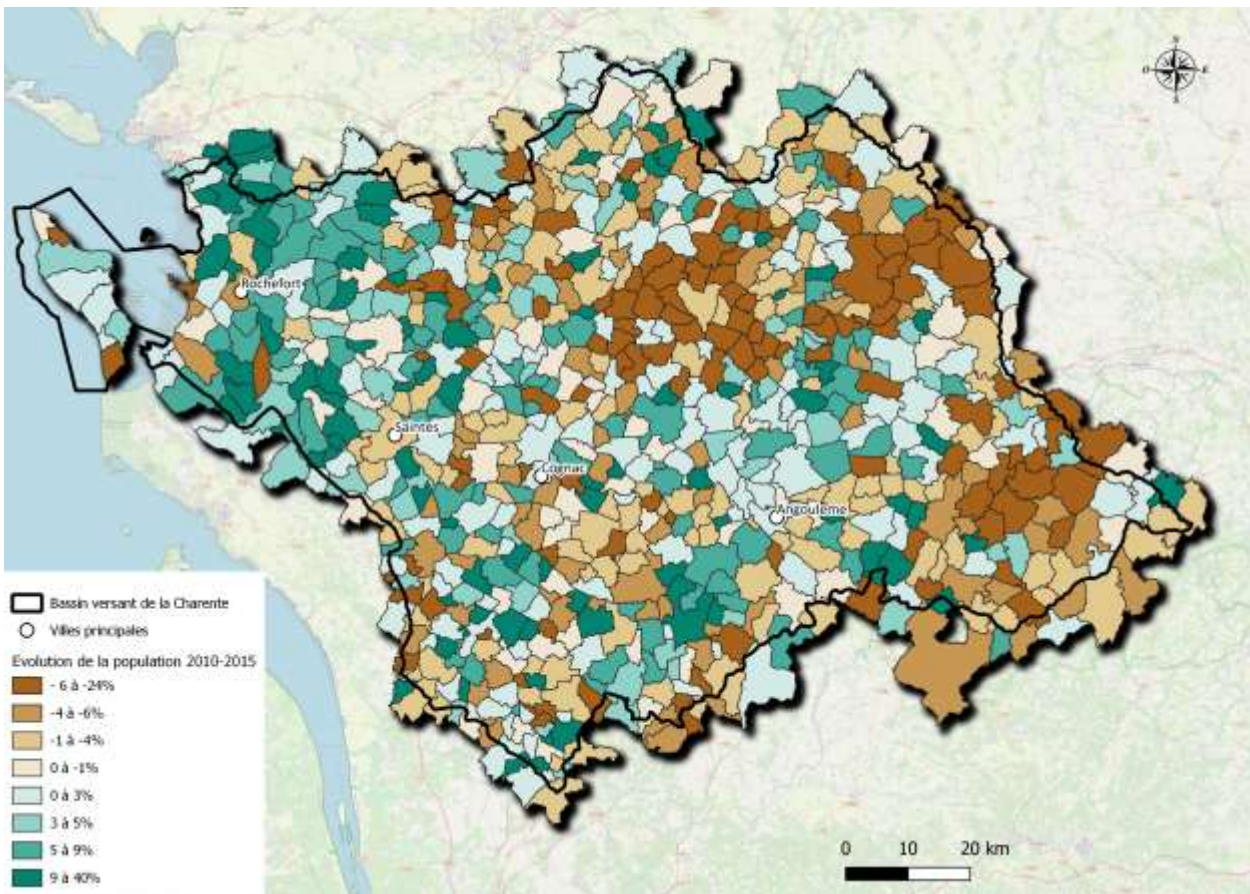 N
O
E
S
Rochefort
Saintes
Cognac
Angoulême
Bassin versant de la Charente
Villes principales
Evolution de la population 2010-2015
- 6 à -24%
-4 à -6%
-1 à -4%
0 à -1%
0 à 3%
3 à 5%
5 à 9%
9 à 40%
0 10 20 km